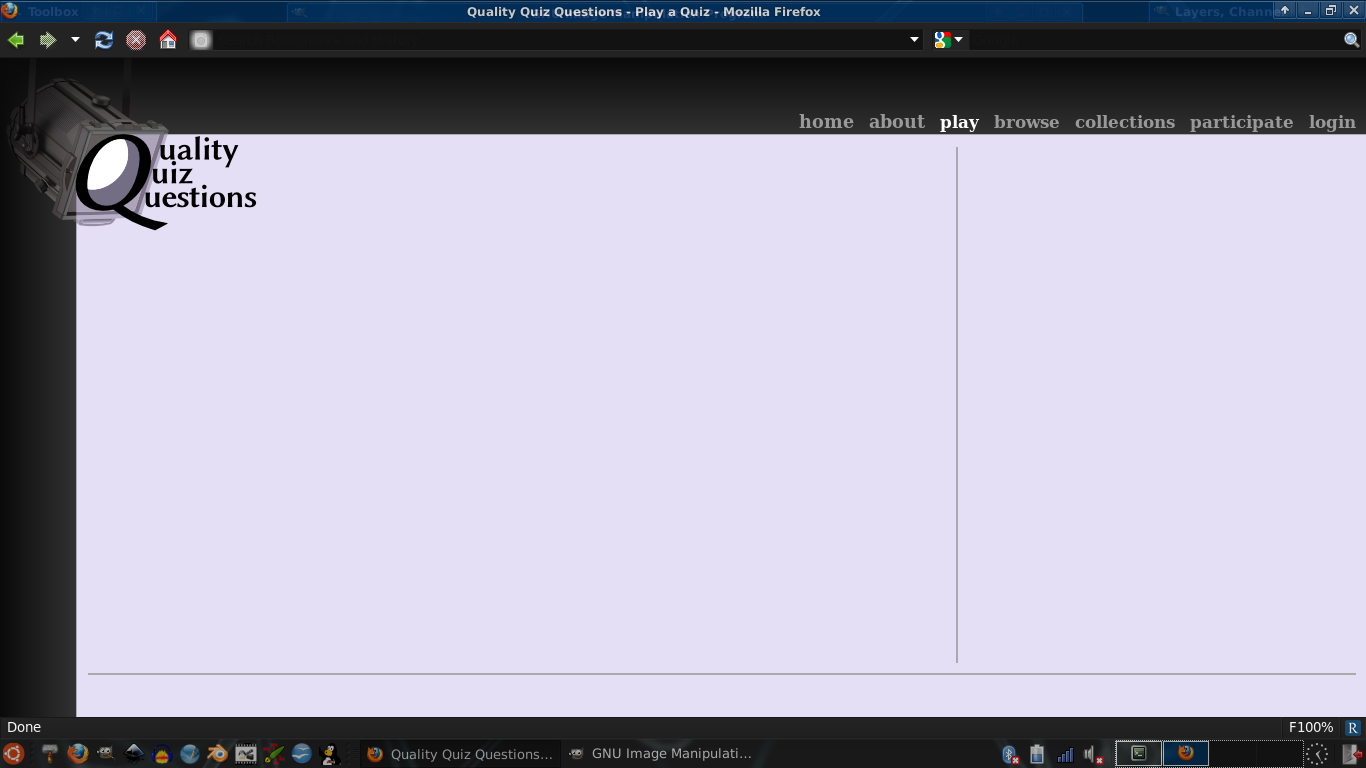 Toolbox
Quality Quiz Questions - Play a Quiz - Mozilla Firefox
Layers,
home about play browse collections participate login
Quality
Quiz
Questions
Done
F100%
R
Quality Quiz Questions...
GNU Image Manipulati...